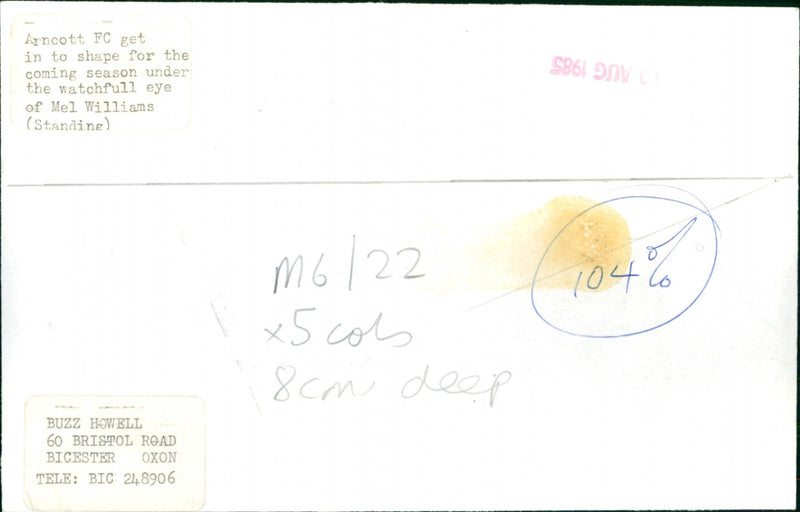 Arncott FC get
in to shape for the
coming season under
the watchfull eye
of Mel Williams
(Standing)
AUG 1985
104%
M6/22
x5 cols
8cm deep
BUZZ HOWELL
60 BRISTOL ROAD
BICESTER OXON
TELE: BIC 248906